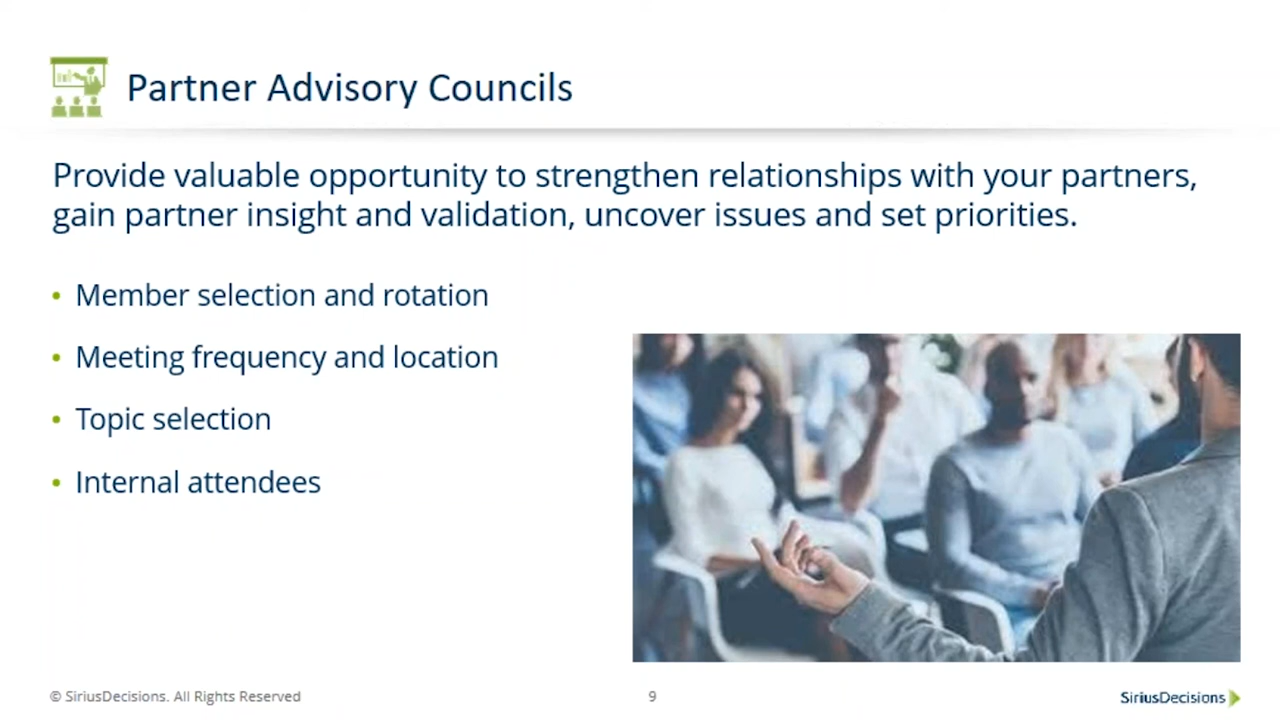 Partner Advisory Councils
Provide valuable opportunity to strengthen relationships with your partners,
gain partner insight and validation, uncover issues and set priorities.
• Member selection and rotation
• Meeting frequency and location
• Topic selection
• Internal attendees
© SiriusDecisions. All Rights Reserved
9
SiriusDecisions